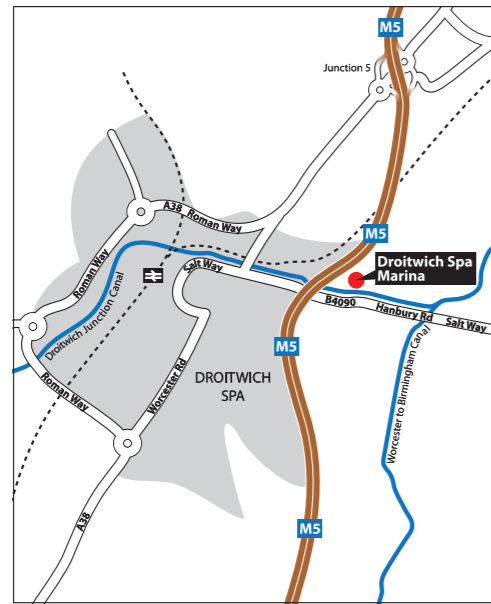 M5
Junction 5
A38 Roman Way
M5
Roman Way
Droitwich Spa
Marina
Salt Way
B4090
Hanbury Rd
Salt Way
Droitwich Junction Canal
M5
Worcester to Birmingham Canal
Roman Way
Worcester Rd
DROITWICH
SPA
A38
M5